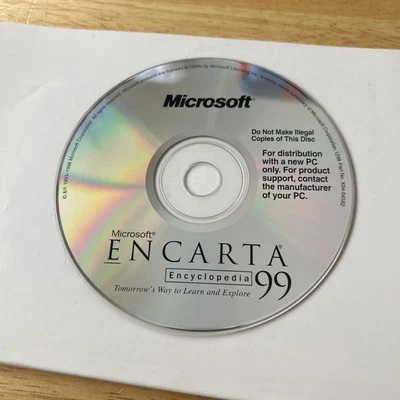 Microsoft
Do Not Make Illegal
Copies of This Disc
For distribution
with a new PC
only. For product
support, contact
the manufacturer
of your PC.
Microsoft®
ENCARTA®
Encyclopedia 99
Tomorrow's Way to Learn and Explore